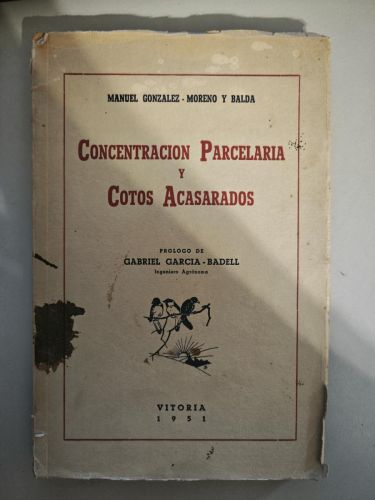 MANUEL GONZALEZ - MORENO Y BALDA
CONCENTRACION PARCELARIA
Y
COTOS ACASARADOS
PROLOGO DE
GABRIEL GARCIA - BADELL
Ingeniero Agrónomo
VITORIA
1951